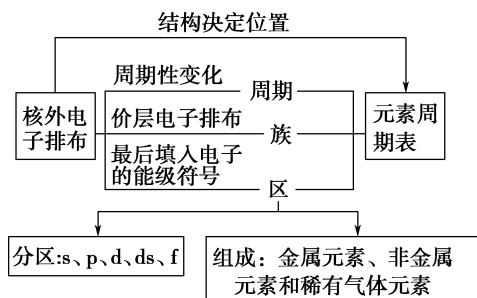 结构决定位置
周期性变化
周期
核外电
子排布
价层电子排布
族
元素周
期表
最后填入电子
的能级符号
区
分区:s、p、d、ds、f
组成：金属元素、非金属
元素和稀有气体元素